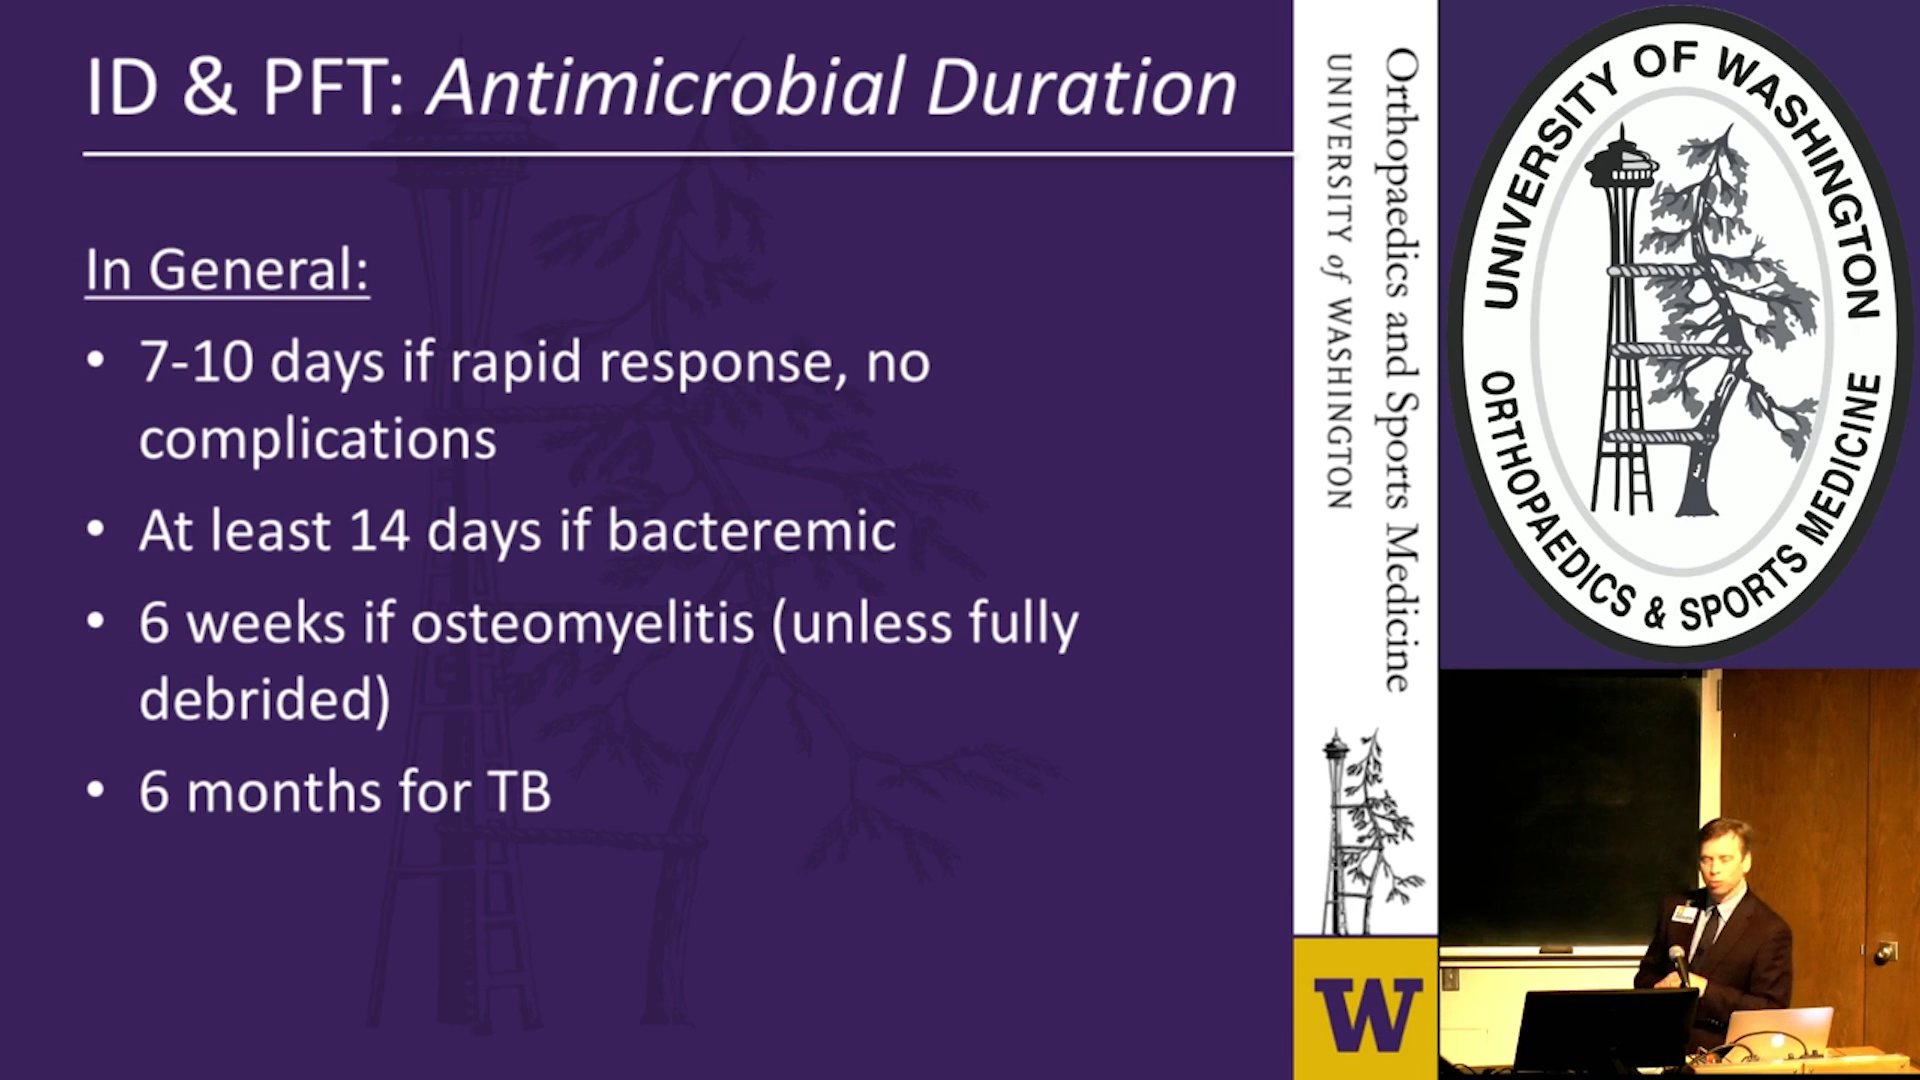 ID & PFT: Antimicrobial Duration
In General:
• 7-10 days if rapid response, no
complications
• At least 14 days if bacteremic
• 6 weeks if osteomyelitis (unless fully
debrided)
• 6 months for TB
Orthopaedics and Sports Medicine
UNIVERSITY of WASHINGTON
W
UNIVERSITY OF WASHINGTON
ORTHOPAEDICS & SPORTS MEDICINE